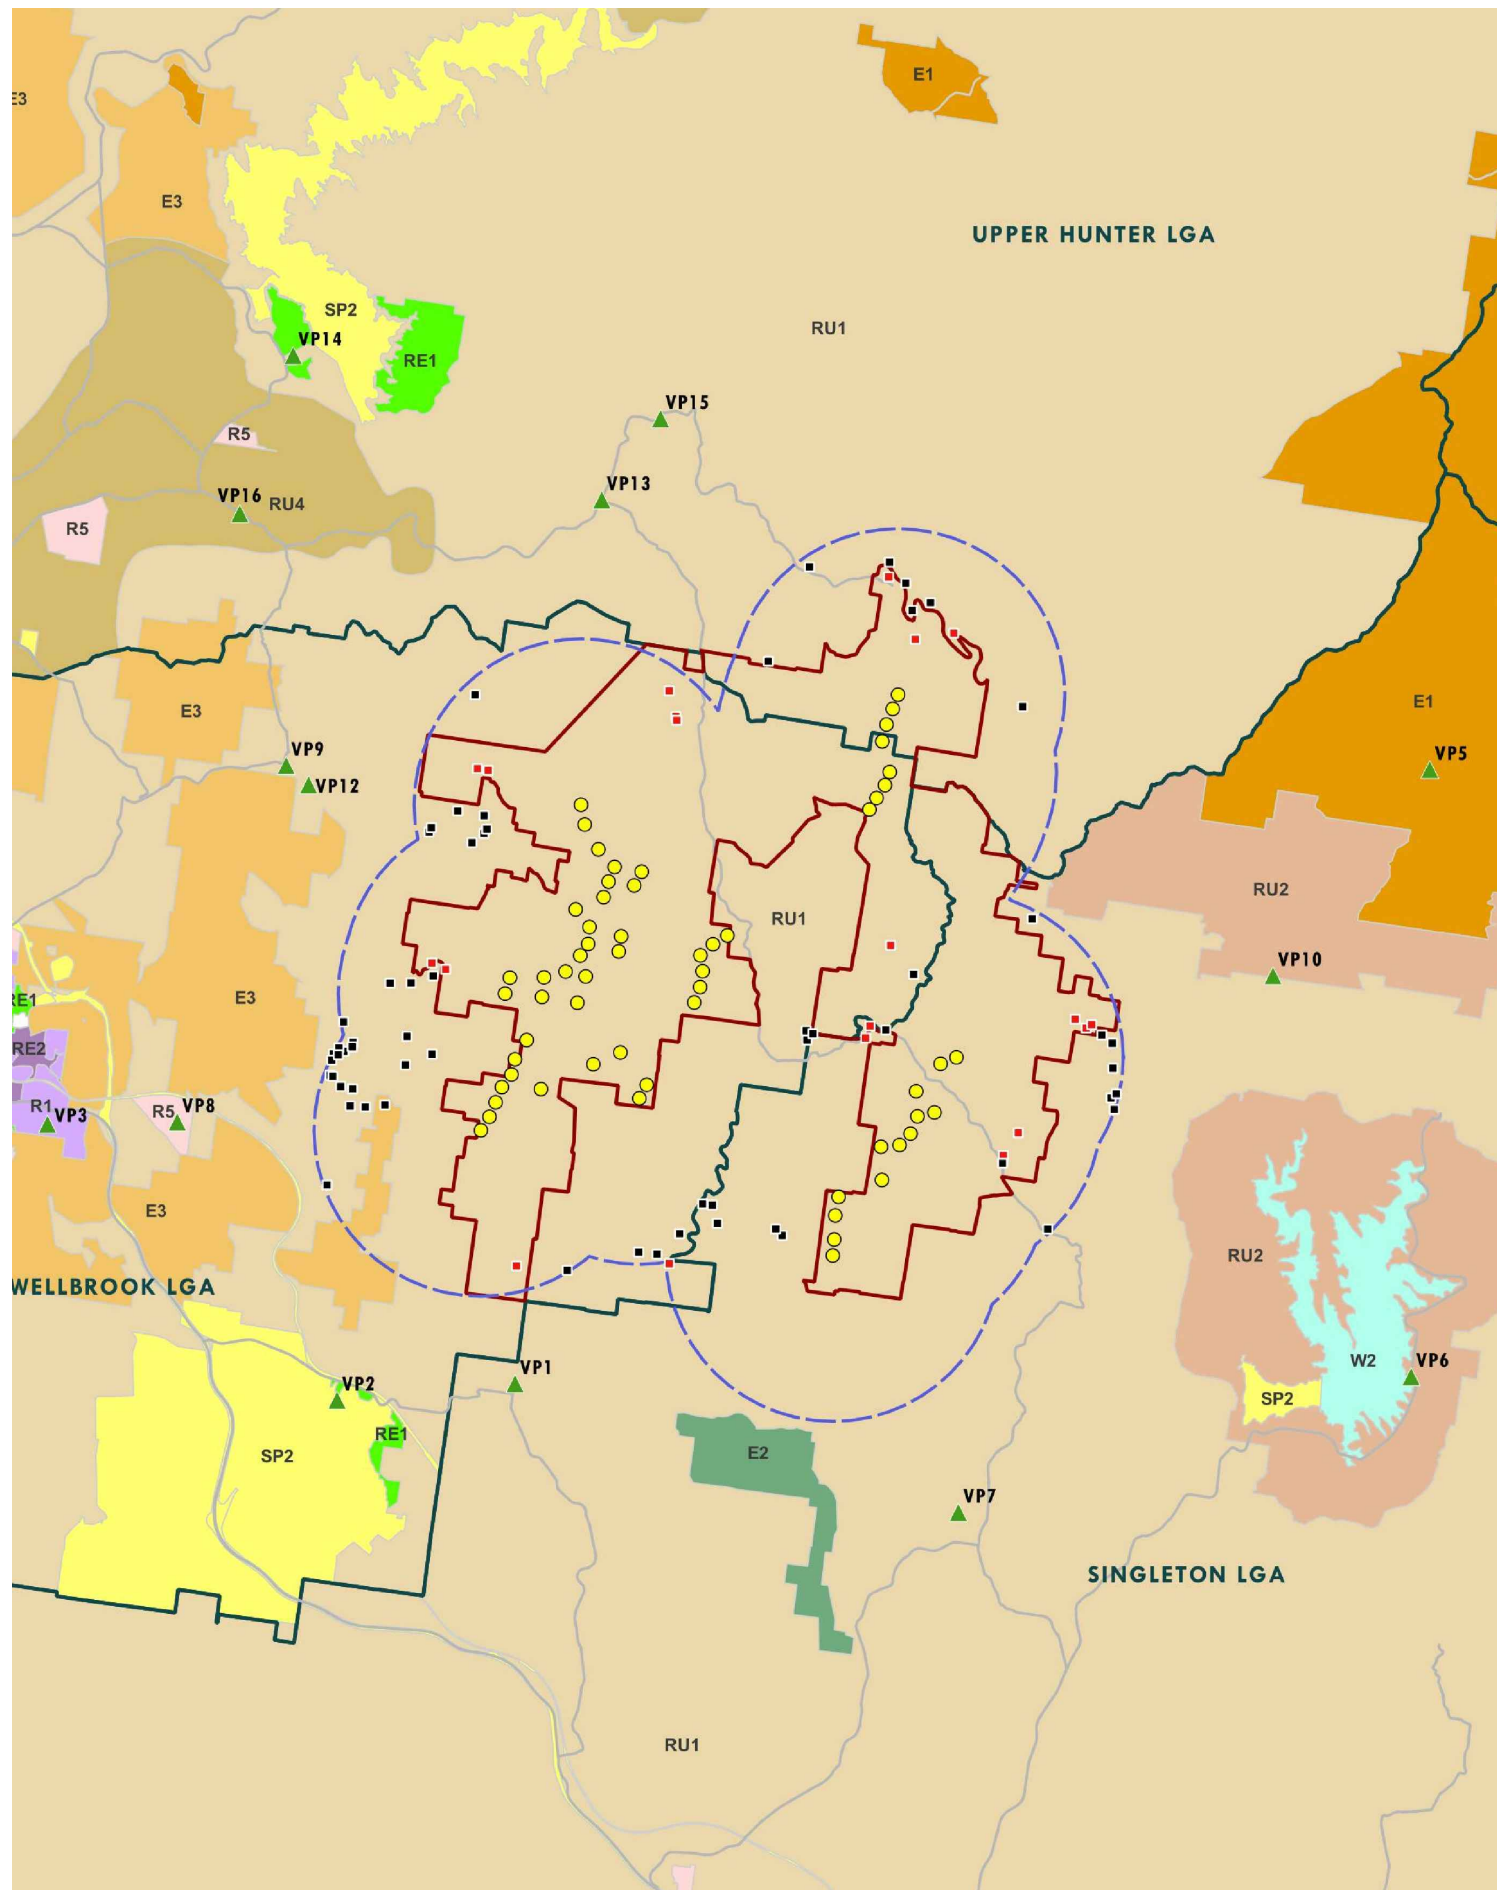 E1
E3
E3
UPPER HUNTER LGA
SP2
RU1
VP14
RE1
VP15
R5
VP13
VP16
RU4
R5
E1
E3
VP9
VP5
VP12
RU2
RU1
VP10
E3
RE1
RE2
R1
VP3
R5
VP8
E3
RU2
WELLBROOK LGA
W2
VP6
VP1
VP2
SP2
RE1
E2
SP2
VP7
SINGLETON LGA
RU1